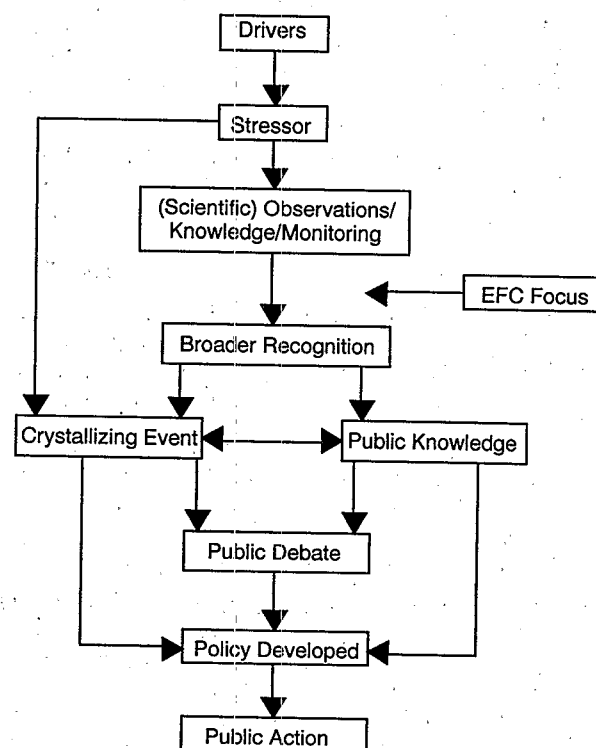 Drivers
Stressor
(Scientific) Observations/
Knowledge/Monitoring
EFC Focus
Broader Recognition
Crystallizing Event
Public Knowledge
Public Debate
Policy Developed
Public Action